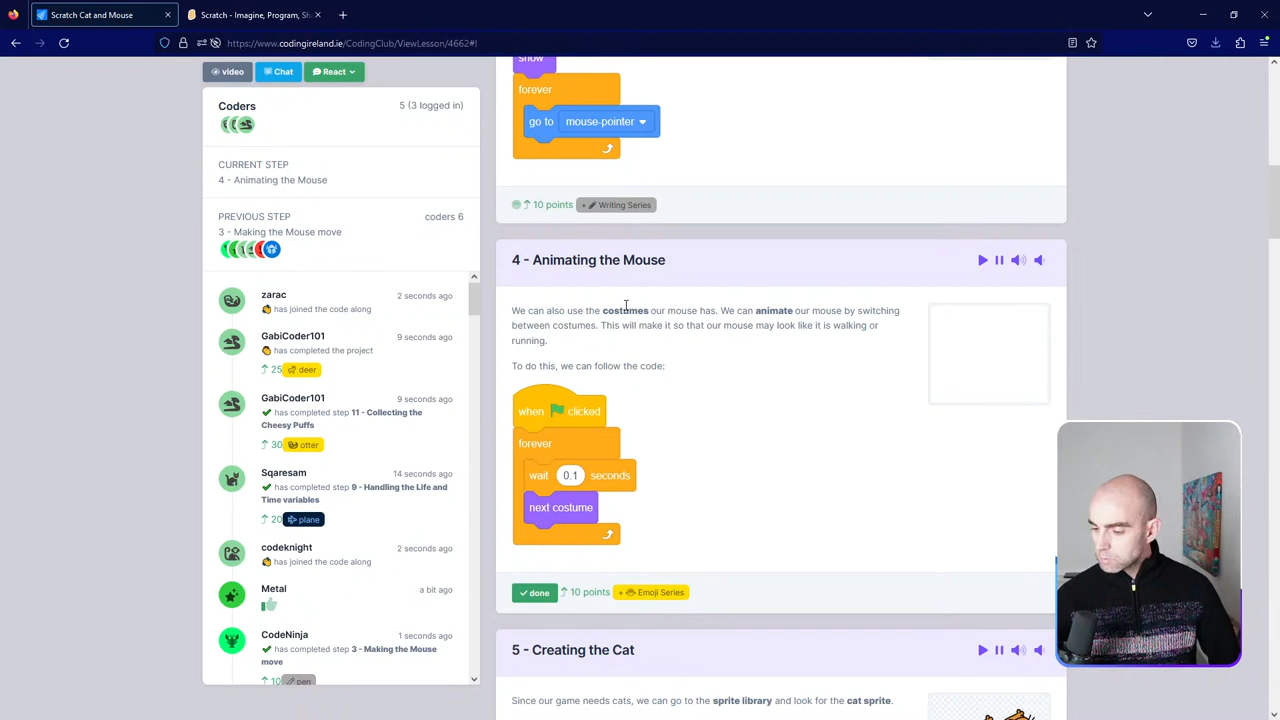 Scratch Cat and Mouse
Scratch - Imagine, Program, Sh
https://www.codingireland.ie/CodingClub/ViewLesson/4662#!
video
Chat
React
Coders
5 (3 logged in)
CURRENT STEP
4 - Animating the Mouse
PREVIOUS STEP
coders 6
3 - Making the Mouse move
zarac
2 seconds ago
has joined the code along
GabiCoder101
9 seconds ago
has completed the project
25 deer
GabiCoder101
9 seconds ago
has completed step 11 - Collecting the
Cheesy Puffs
30 otter
Sqaresam
14 seconds ago
has completed step 9 - Handling the Life and
Time variables
20 plane
codeknight
2 seconds ago
has joined the code along
Metal
a bit ago
CodeNinja
1 seconds ago
has completed step 3 - Making the Mouse
move
10 pen
show
forever
go to mouse-pointer
10 points + Writing Series
4 - Animating the Mouse
We can also use the costumes our mouse has. We can animate our mouse by switching
between costumes. This will make it so that our mouse may look like it is walking or
running.
To do this, we can follow the code:
when clicked
forever
wait 0.1 seconds
next costume
done 10 points + Emoji Series
5 - Creating the Cat
Since our game needs cats, we can go to the sprite library and look for the cat sprite.